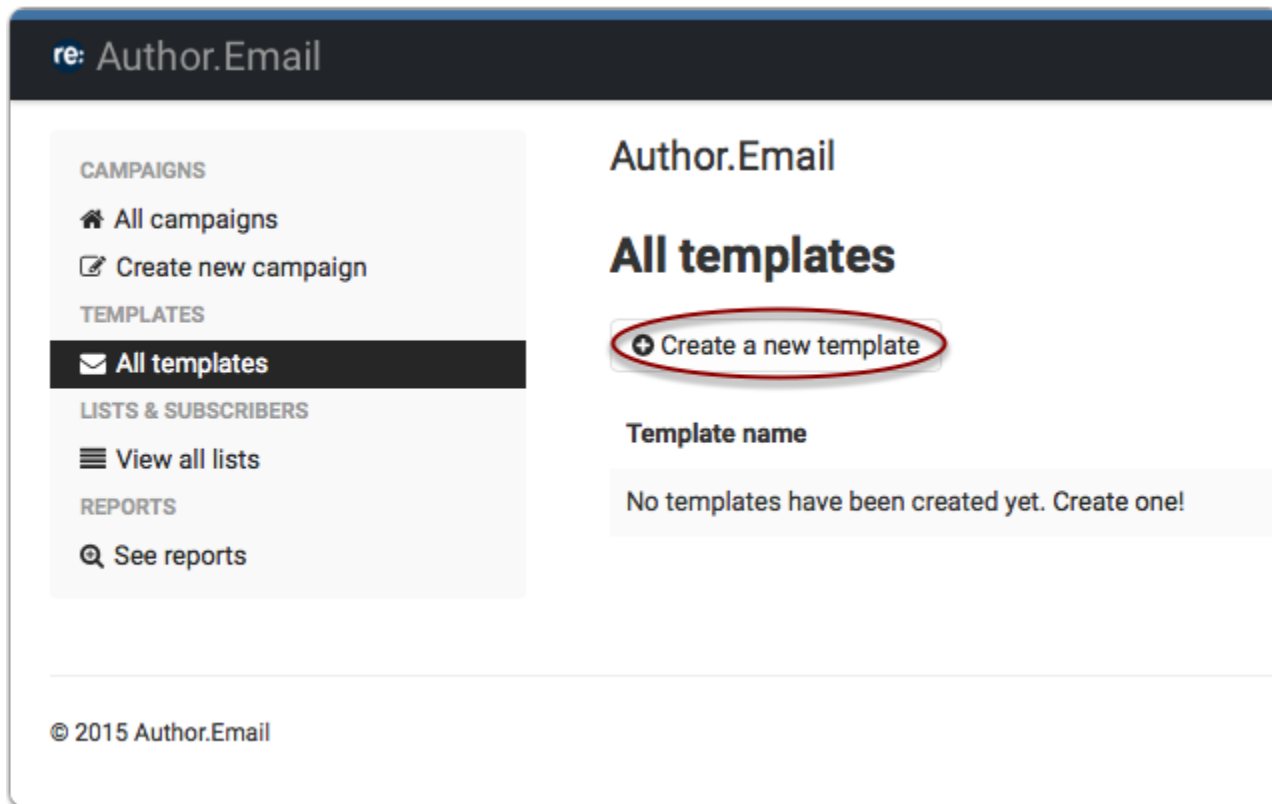 re: Author.Email
CAMPAIGNS
All campaigns
Create new campaign
TEMPLATES
All templates
LISTS & SUBSCRIBERS
View all lists
REPORTS
See reports
Author.Email
All templates
Create a new template
Template name
No templates have been created yet. Create one!
© 2015 Author.Email